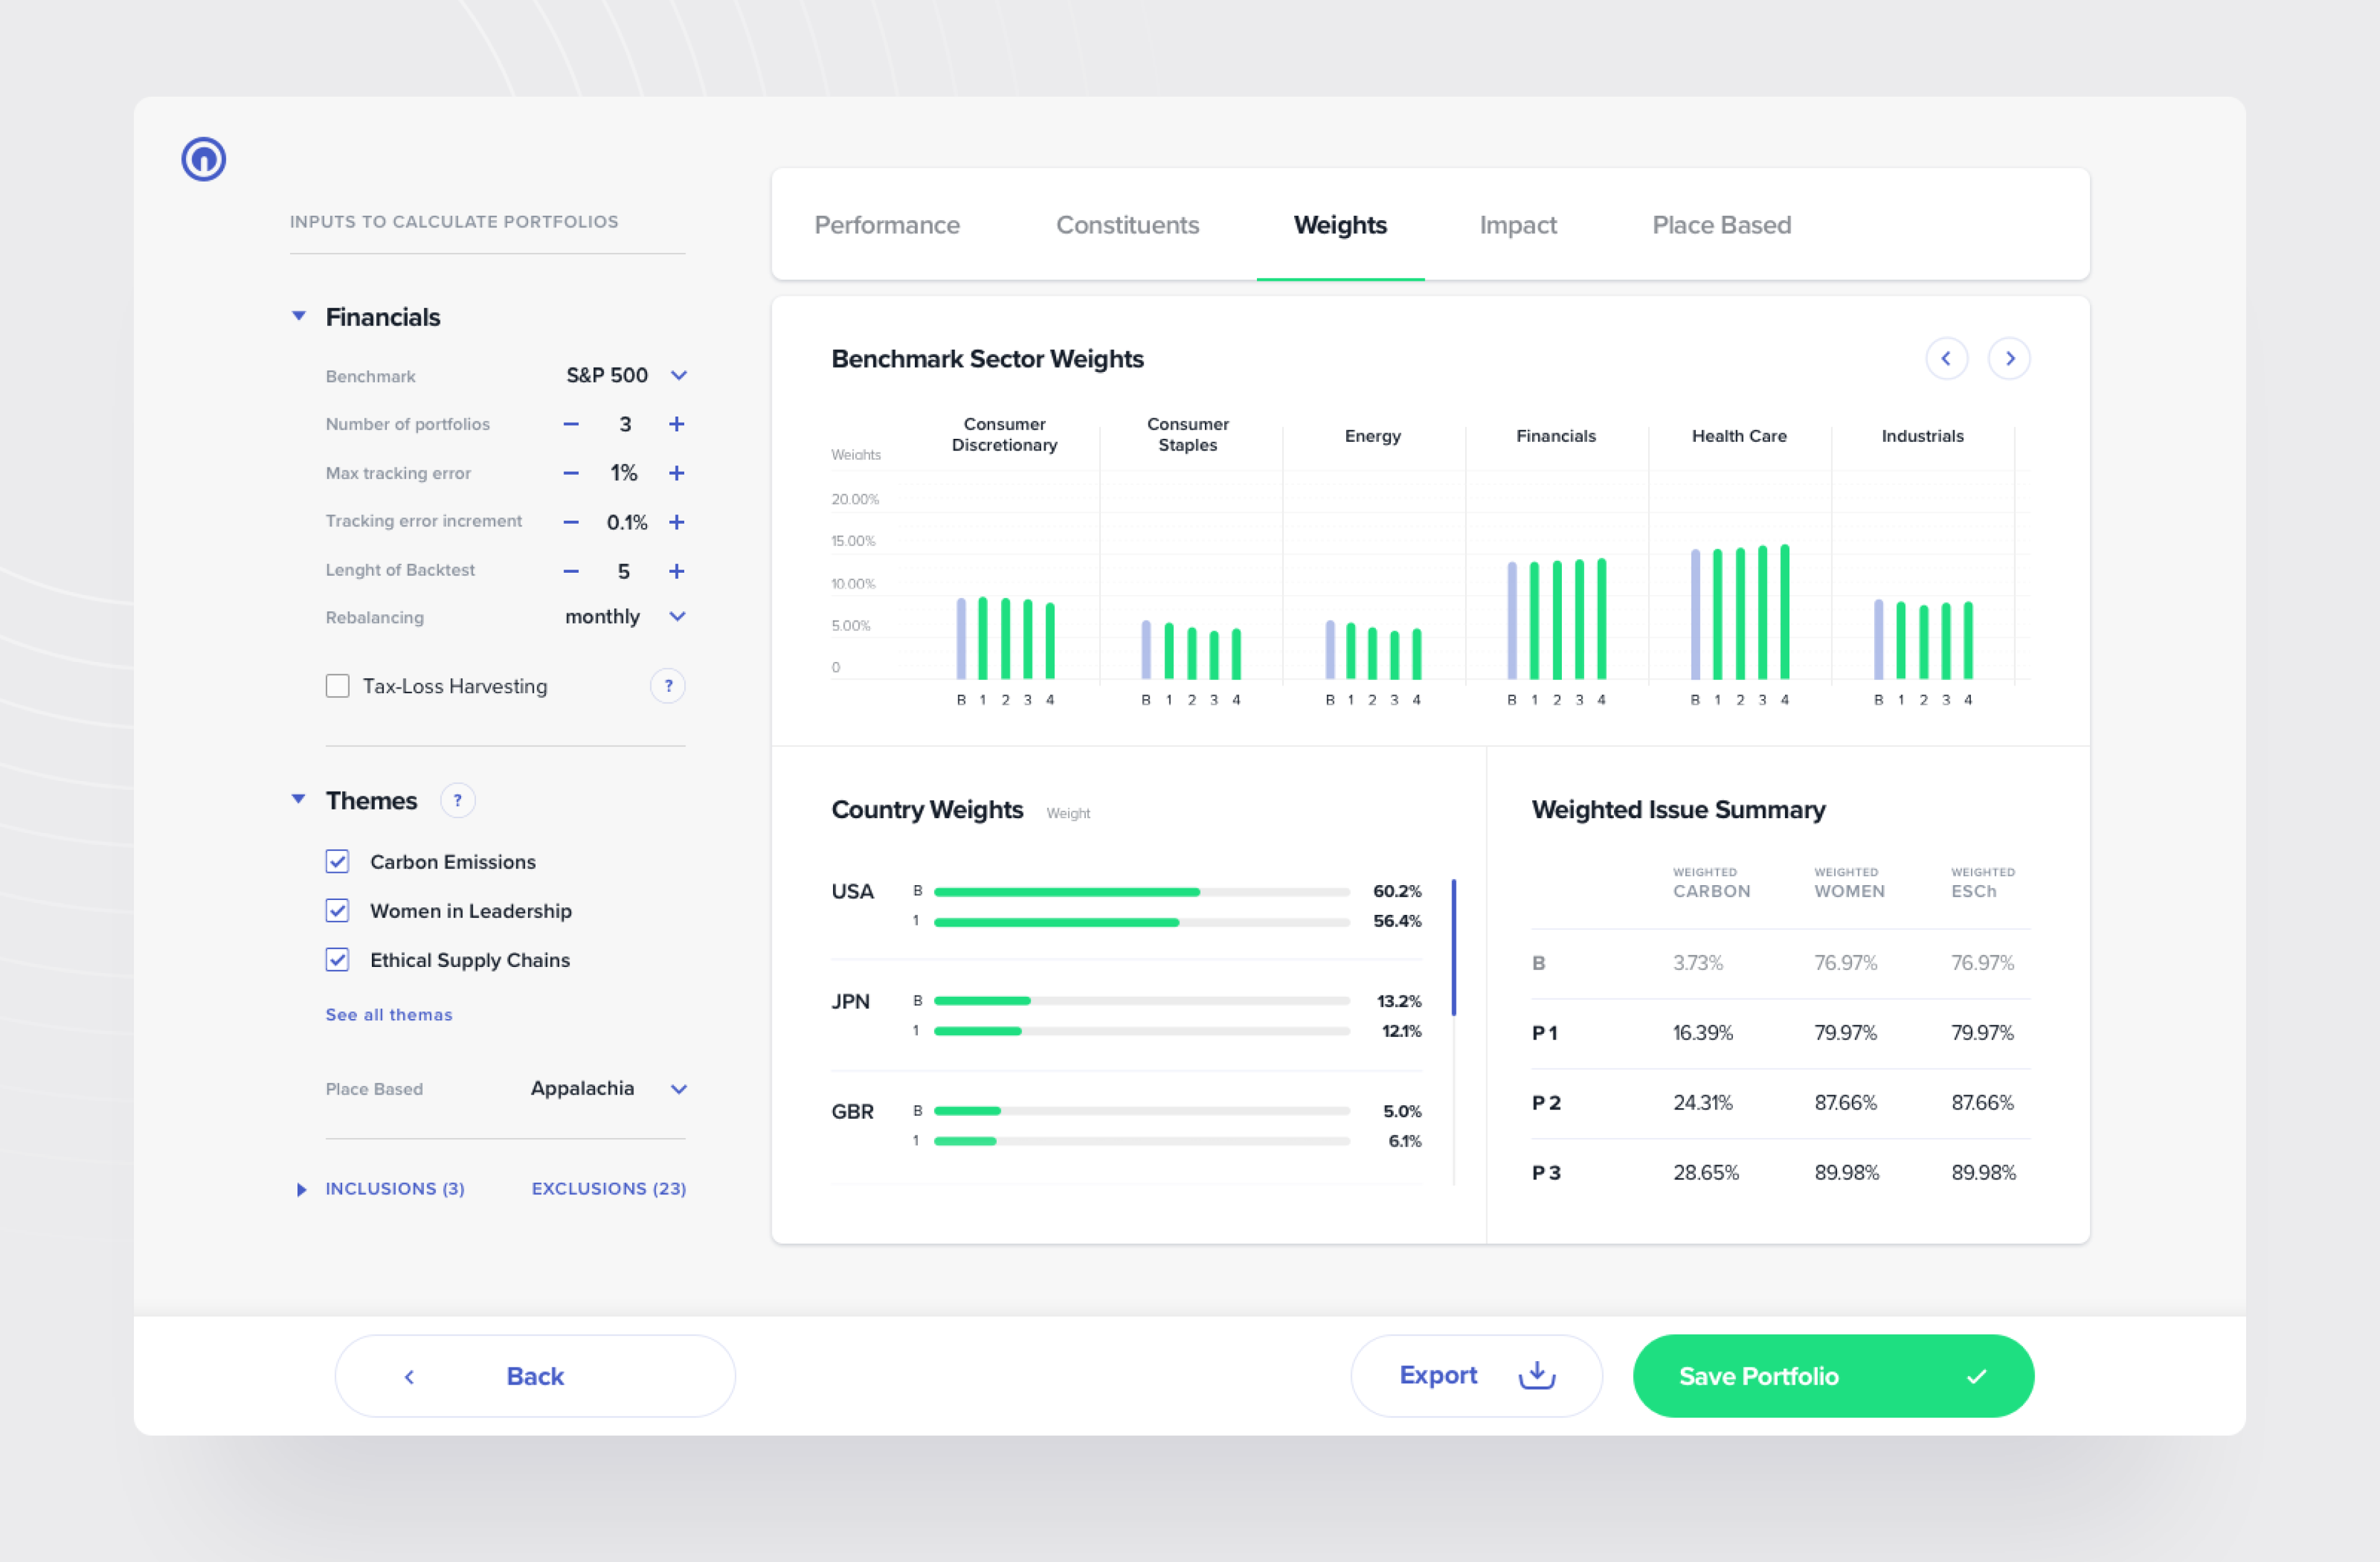 INPUTS TO CALCULATE PORTFOLIOS
Financials
Benchmark S&P 500
Number of portfolios − 3 +
Max tracking error − 1% +
Tracking error increment − 0.1% +
Lenght of Backtest − 5 +
Rebalancing monthly
Tax-Loss Harvesting ?
Themes ?
Carbon Emissions
Women in Leadership
Ethical Supply Chains
See all themas
Place Based Appalachia
INCLUSIONS (3) EXCLUSIONS (23)
Performance Constituents Weights Impact Place Based
Benchmark Sector Weights
Consumer
Discretionary
Consumer
Staples
Energy
Financials
Health Care
Industrials
Weights
20.00%
15.00%
10.00%
5.00%
0
B 1 2 3 4 B 1 2 3 4 B 1 2 3 4 B 1 2 3 4 B 1 2 3 4 B 1 2 3 4
Country Weights Weight
USA B 60.2%
1 56.4%
JPN B 13.2%
1 12.1%
GBR B 5.0%
1 6.1%
Weighted Issue Summary
WEIGHTED WEIGHTED WEIGHTED
CARBON WOMEN ESCh
B 3.73% 76.97% 76.97%
P 1 16.39% 79.97% 79.97%
P 2 24.31% 87.66% 87.66%
P 3 28.65% 89.98% 89.98%
Back Export Save Portfolio